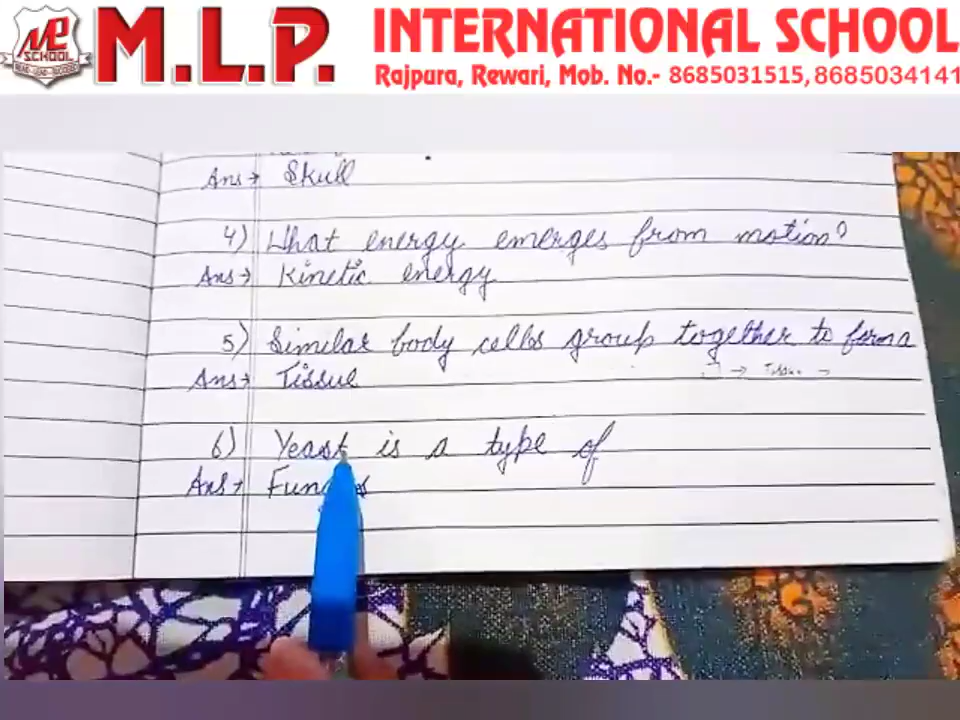 M.L.P. INTERNATIONAL SCHOOL
Rajpura, Rewari, Mob. No.- 8685031515, 8685034141
SCHOOL
Ans → Skull
4) What energy emerges from motion?
Ans → Kinetic energy
5) Similar body cells group together to form a
Ans → Tissue
6) Yeast is a type of
Ans →